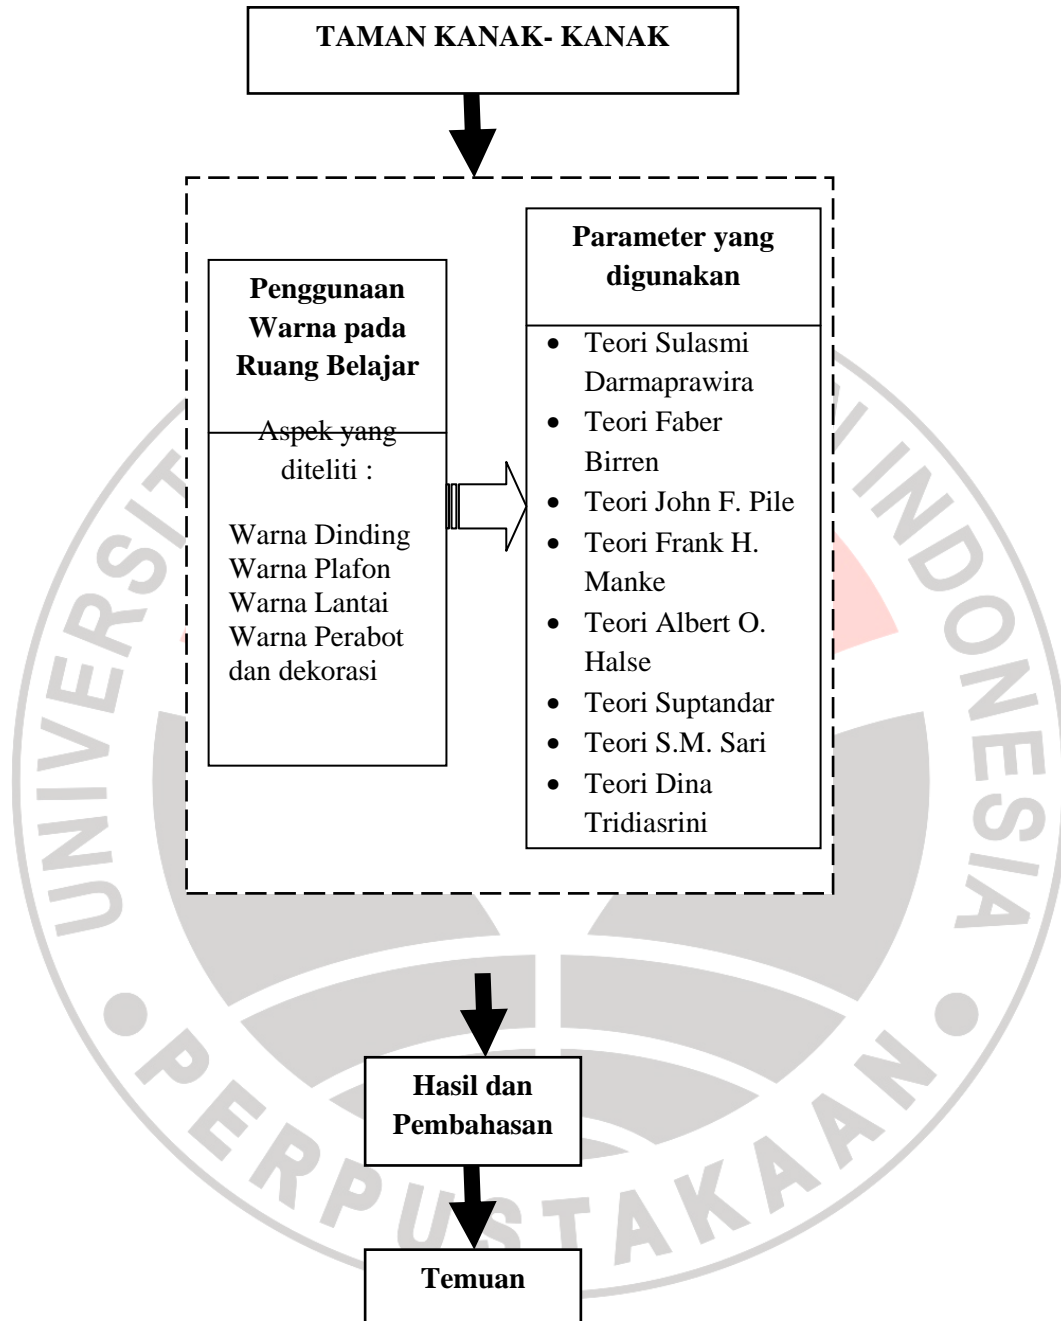 TAMAN KANAK- KANAK
Penggunaan
Warna pada
Ruang Belajar
Aspek yang
diteliti :
Warna Dinding
Warna Plafon
Warna Lantai
Warna Perabot
dan dekorasi
Parameter yang
digunakan
• Teori Sulasmi
Darmaprawira
• Teori Faber
Birren
• Teori John F. Pile
• Teori Frank H.
Manke
• Teori Albert O.
Halse
• Teori Suptandar
• Teori S.M. Sari
• Teori Dina
Tridiasrini
Hasil dan
Pembahasan
Temuan
INDONESIA
PERPUSTAKAAN